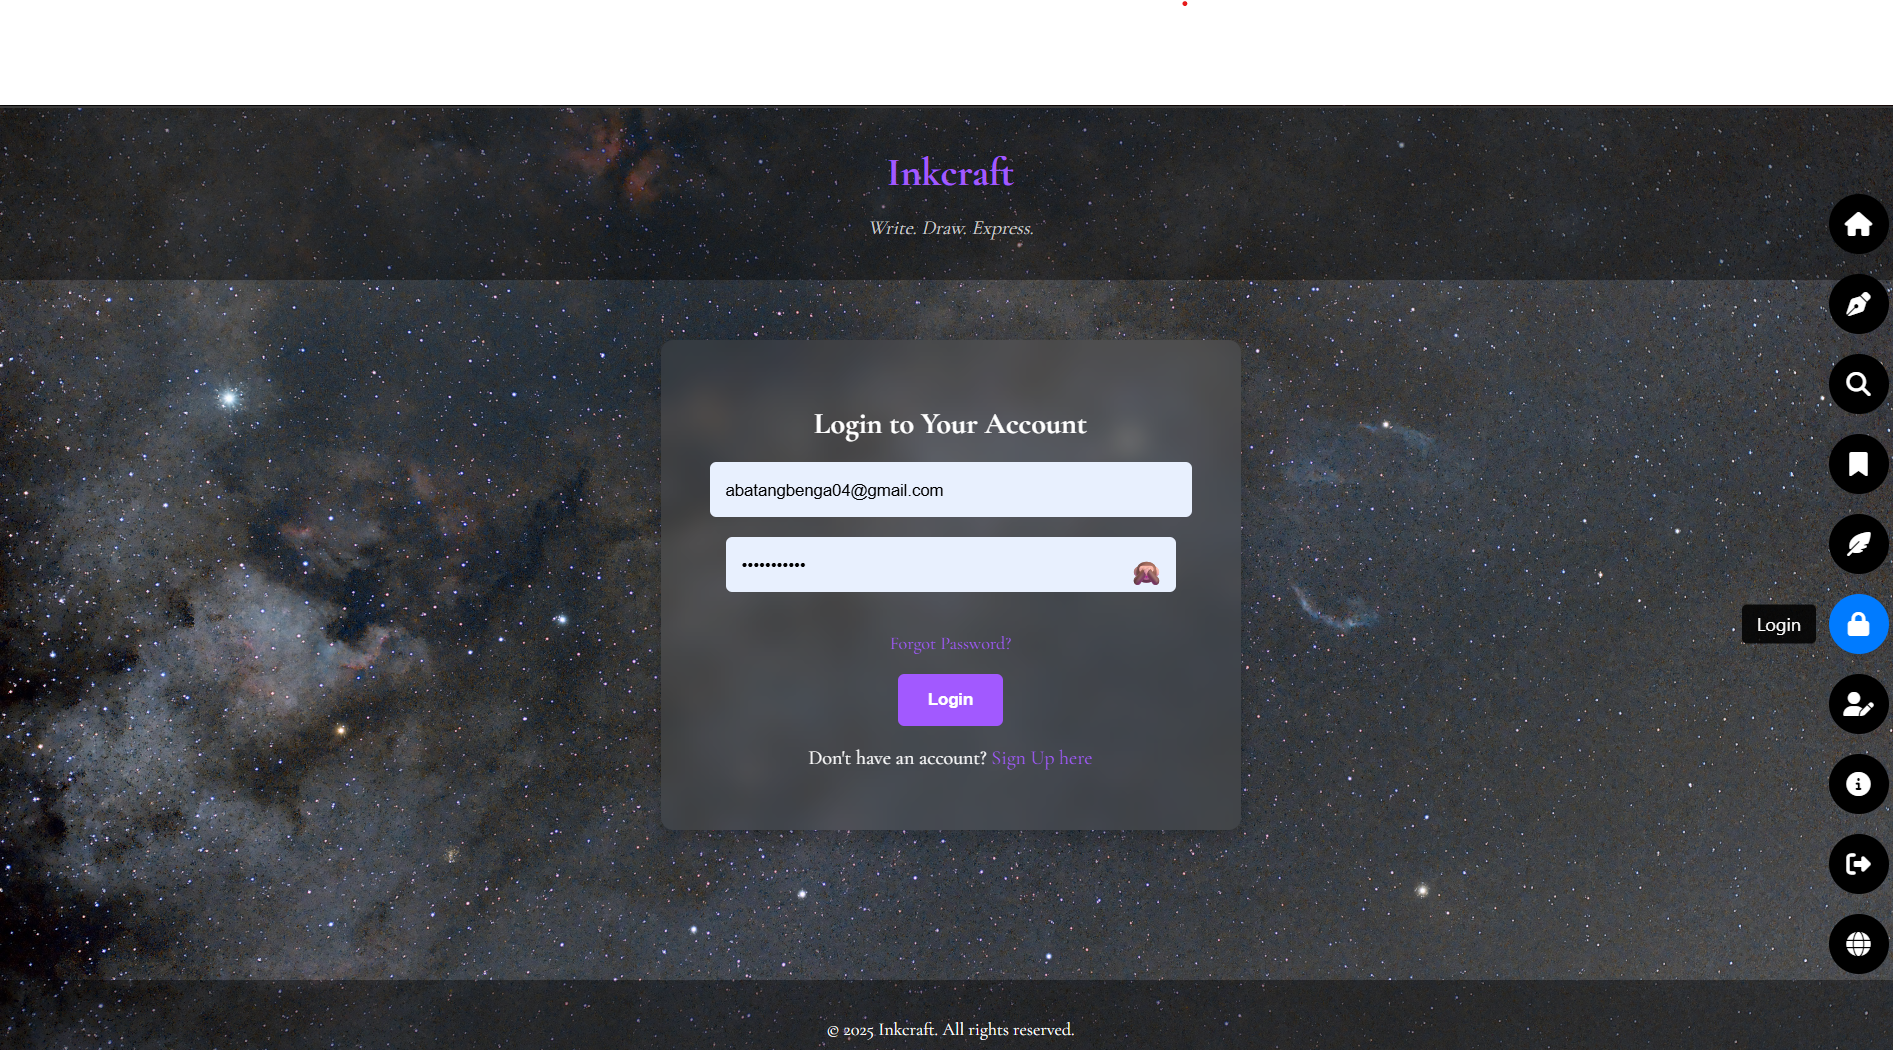 Inkcraft
Write. Draw. Express.
Login to Your Account
abatangbenga04@gmail.com
•••••••••••
Forgot Password?
Login
Don't have an account? Sign Up here
Login
© 2025 Inkcraft. All rights reserved.